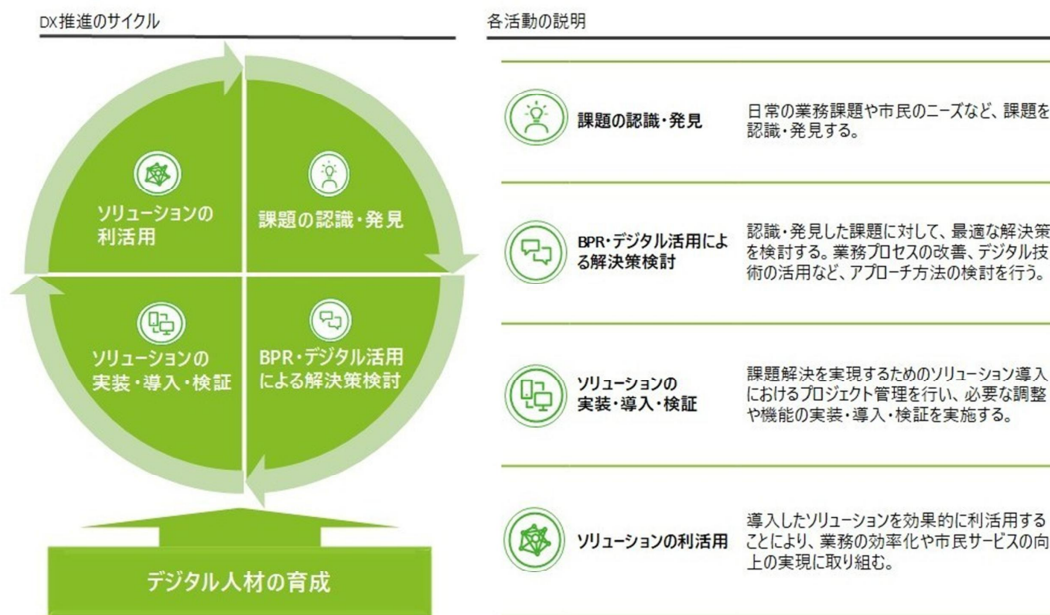 DX推進のサイクル
ソリューションの
利活用
課題の認識・発見
ソリューションの
実装・導入・検証
BPR・デジタル活用
による解決策検討
デジタル人材の育成
各活動の説明
課題の認識・発見
日常の業務課題や市民のニーズなど、課題を
認識・発見する。
BPR・デジタル活用によ
る解決策検討
認識・発見した課題に対して、最適な解決策
を検討する。業務プロセスの改善、デジタル技
術の活用など、アプローチ方法の検討を行う。
ソリューションの
実装・導入・検証
課題解決を実現するためのソリューション導入
におけるプロジェクト管理を行い、必要な調整
や機能の実装・導入・検証を実施する。
ソリューションの利活用
導入したソリューションを効果的に利活用する
ことにより、業務の効率化や市民サービスの向
上の実現に取り組む。